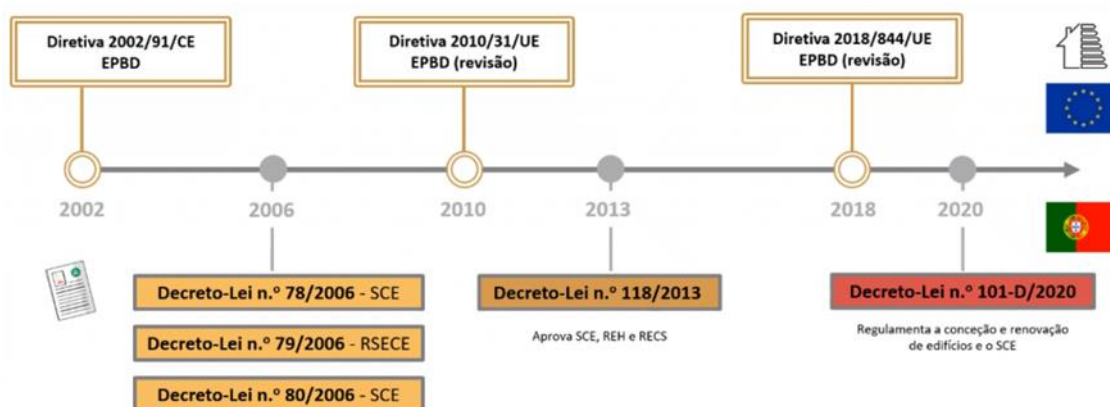 Diretiva 2002/91/CE
EPBD
Diretiva 2010/31/UE
EPBD (revisão)
Diretiva 2018/844/UE
EPBD (revisão)
2002
2006
2010
2013
2018
2020
Decreto-Lei n.º 78/2006 - SCE
Decreto-Lei n.º 79/2006 - RSECE
Decreto-Lei n.º 80/2006 - SCE
Decreto-Lei n.º 118/2013
Aprova SCE, REH e RECS
Decreto-Lei n.º 101-D/2020
Regulamenta a conceção e renovação
de edifícios e o SCE